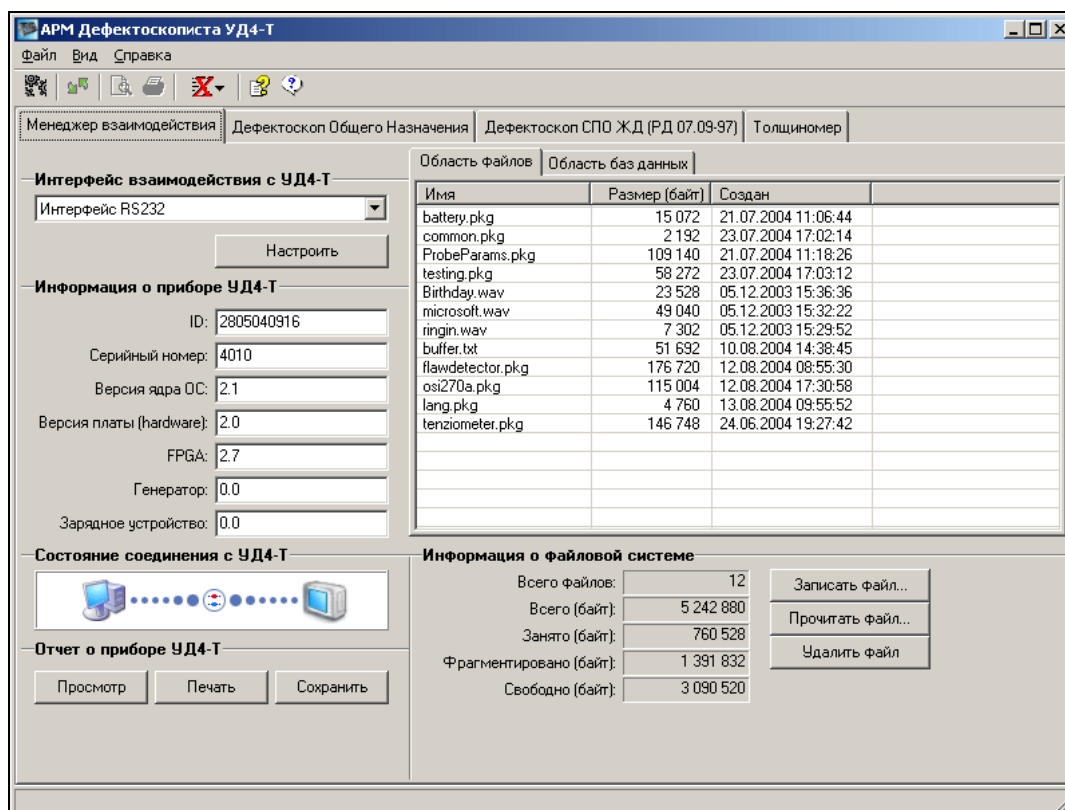 АРМ Дефектоскописта УД4-Т
Файл Вид Справка
Менеджер взаимодействия Дефектоскоп Общего Назначения Дефектоскоп СПО ЖД (РД 07.09-97) Толщиномер
Интерфейс взаимодействия с УД4-Т
Интерфейс RS232
Настроить
Информация о приборе УД4-Т
ID: 2805040916
Серийный номер: 4010
Версия ядра ОС: 2.1
Версия платы (hardware): 2.0
FPGA: 2.7
Генератор: 0.0
Зарядное устройство: 0.0
Состояние соединения с УД4-Т
Отчет о приборе УД4-Т
Просмотр Печать Сохранить
Область файлов Область баз данных
Имя Размер (байт) Создан
battery.pkg 15 072 21.07.2004 11:06:44
common.pkg 2 192 23.07.2004 17:02:14
ProbeParams.pkg 109 140 21.07.2004 11:18:26
testing.pkg 58 272 23.07.2004 17:03:12
Birthday.wav 23 528 05.12.2003 15:36:36
microsoft.wav 49 040 05.12.2003 15:32:22
ringin.wav 7 302 05.12.2003 15:29:52
buffer.txt 51 692 10.08.2004 14:38:45
flawdetector.pkg 176 720 12.08.2004 08:55:30
osi270a.pkg 115 004 12.08.2004 17:30:58
lang.pkg 4 760 13.08.2004 09:55:52
tenziometer.pkg 146 748 24.06.2004 19:27:42
Информация о файловой системе
Всего файлов: 12
Всего (байт): 5 242 880
Занято (байт): 760 528
Фрагментировано (байт): 1 391 832
Свободно (байт): 3 090 520
Записать файл...
Прочитать файл...
Удалить файл